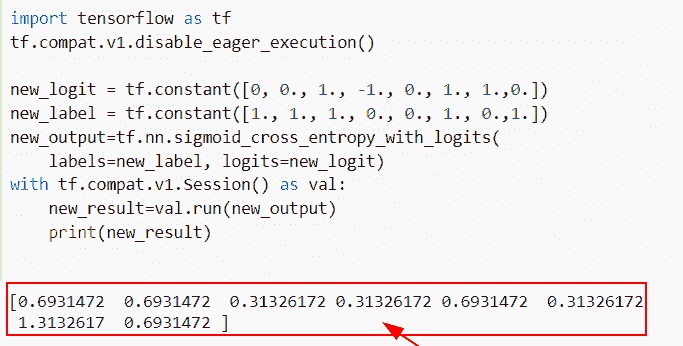 import tensorflow as tf
tf.compat.v1.disable_eager_execution()
new_logit = tf.constant([0, 0., 1., -1., 0., 1., 1.,0.])
new_label = tf.constant([1., 1., 1., 0., 0., 1., 0.,1.])
new_output=tf.nn.sigmoid_cross_entropy_with_logits(
    labels=new_label, logits=new_logit)
with tf.compat.v1.Session() as val:
    new_result=val.run(new_output)
    print(new_result)
[0.6931472  0.6931472  0.31326172 0.31326172 0.6931472  0.31326172
 1.3132617  0.6931472 ]